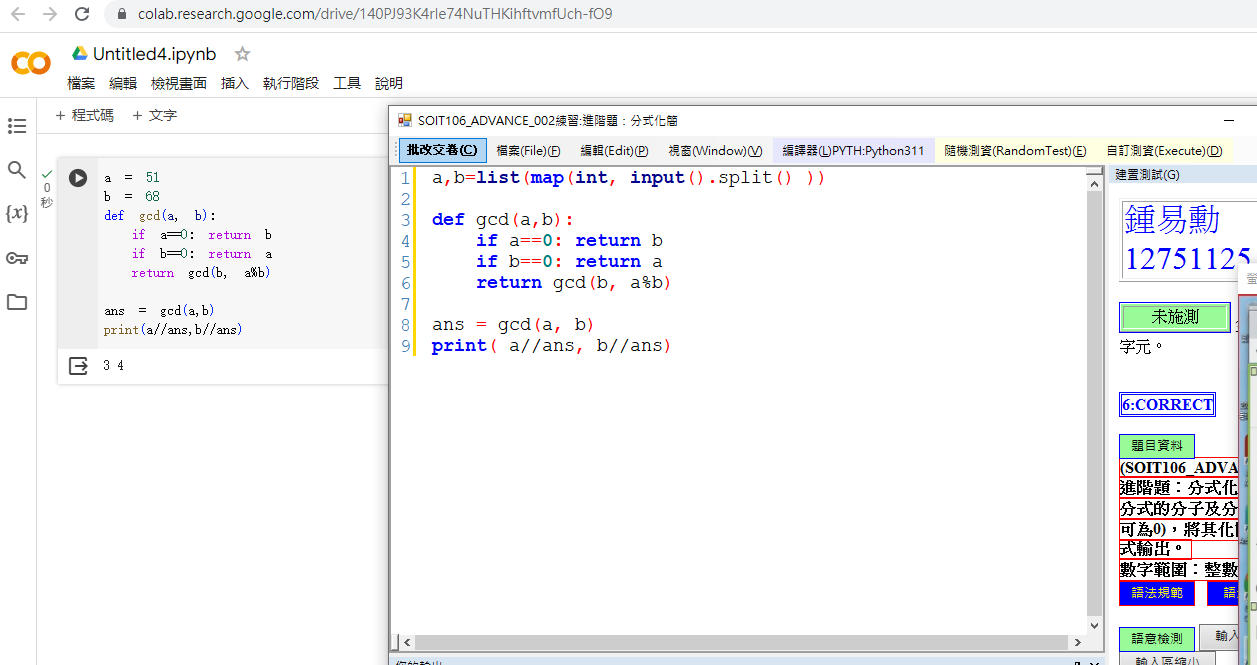 colab.research.google.com/drive/140PJ93K4rle74NuTHKihftvmfUch-fO9
Untitled4.ipynb
檔案 編輯 檢視畫面 插入 執行階段 工具 說明
+ 程式碼 + 文字
0
秒
{x}
a = 51
b = 68
def gcd(a, b):
if a==0: return b
if b==0: return a
return gcd(b, a%b)
ans = gcd(a,b)
print(a//ans,b//ans)
3 4
SOIT106_ADVANCE_002練習:進階題：分式化簡
批改交卷(C) 檔案(File)(F) 編輯(Edit)(P) 視窗(Window)(V) 編譯器(L)PYTH:Python311 隨機測資(RandomTest)(E) 自訂測資(Execute)(D)
1 a,b=list(map(int, input().split() ))
2
3 def gcd(a,b):
4 if a==0: return b
5 if b==0: return a
6 return gcd(b, a%b)
7
8 ans = gcd(a, b)
9 print( a//ans, b//ans)
建置測試(G)
鍾易勳
12751125
未施測
字元。
6:CORRECT
題目資料
(SOIT106_ADVA
進階題：分式化
分式的分子及分
可為0)，將其化
式輸出。
數字範圍：整數
語法規範 語
語意檢測 輸入
輸入區縮小
你的輸出